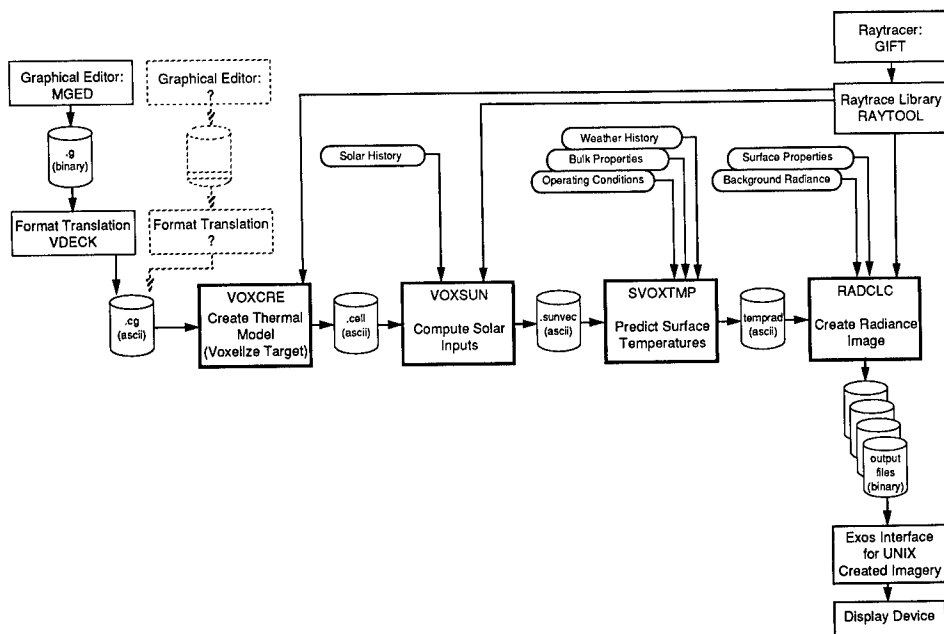 Raytracer:
GIFT
Graphical Editor:
MGED
Graphical Editor:
?
Raytrace Library
RAYTOOL
.g
(binary)
Solar History
Weather History
Bulk Properties
Operating Conditions
Surface Properties
Background Radiance
Format Translation
VDECK
Format Translation
?
.cg
(ascii)
VOXCRE
Create Thermal
Model
(Voxelize Target)
.cell
(ascii)
VOXSUN
Compute Solar
Inputs
.sunvec
(ascii)
SVOXTMP
Predict Surface
Temperatures
temprad
(ascii)
RADCLC
Create Radiance
Image
output
files
(binary)
Exos Interface
for UNIX
Created Imagery
Display Device